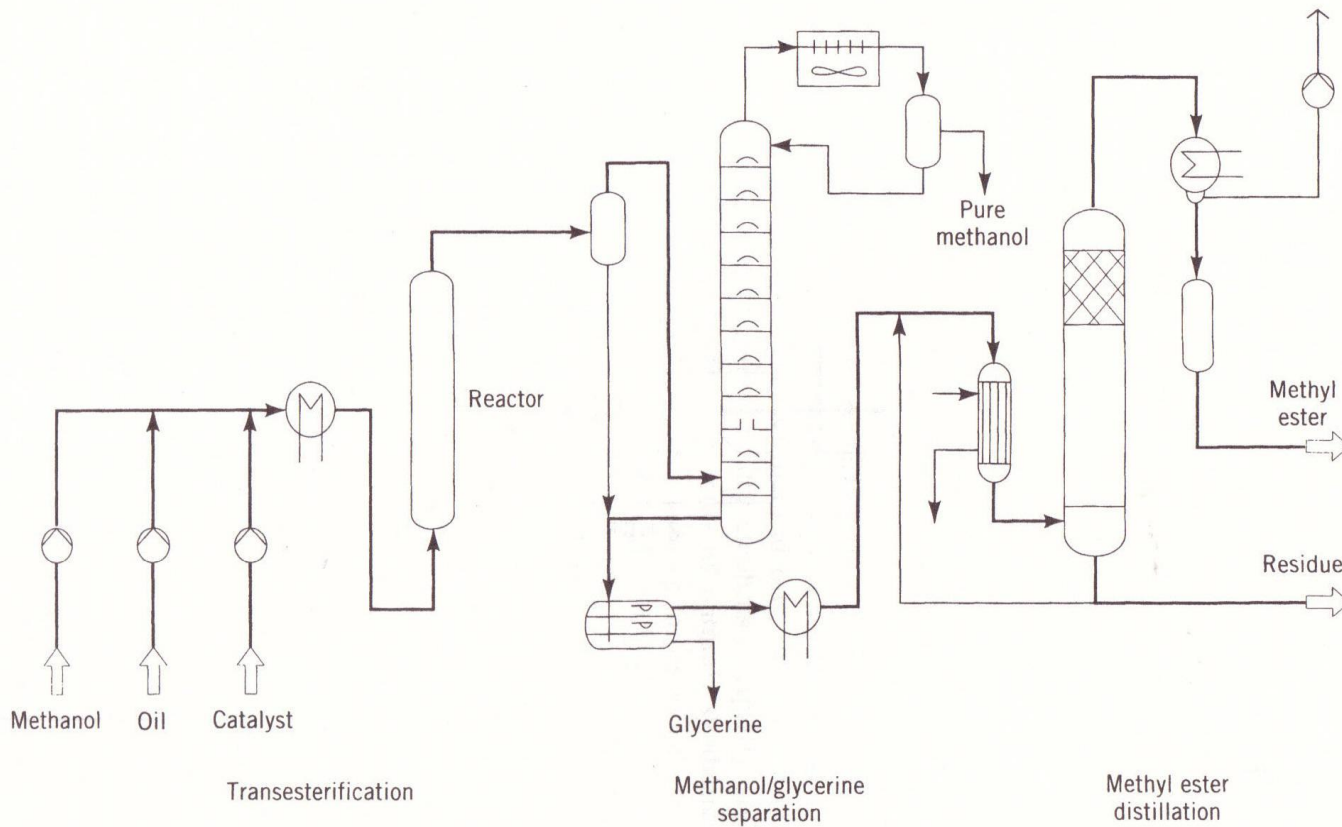 Pure
methanol
Reactor
Methyl
ester
Residue
Methanol
Oil
Catalyst
Glycerine
Transesterification
Methanol/glycerine
separation
Methyl ester
distillation